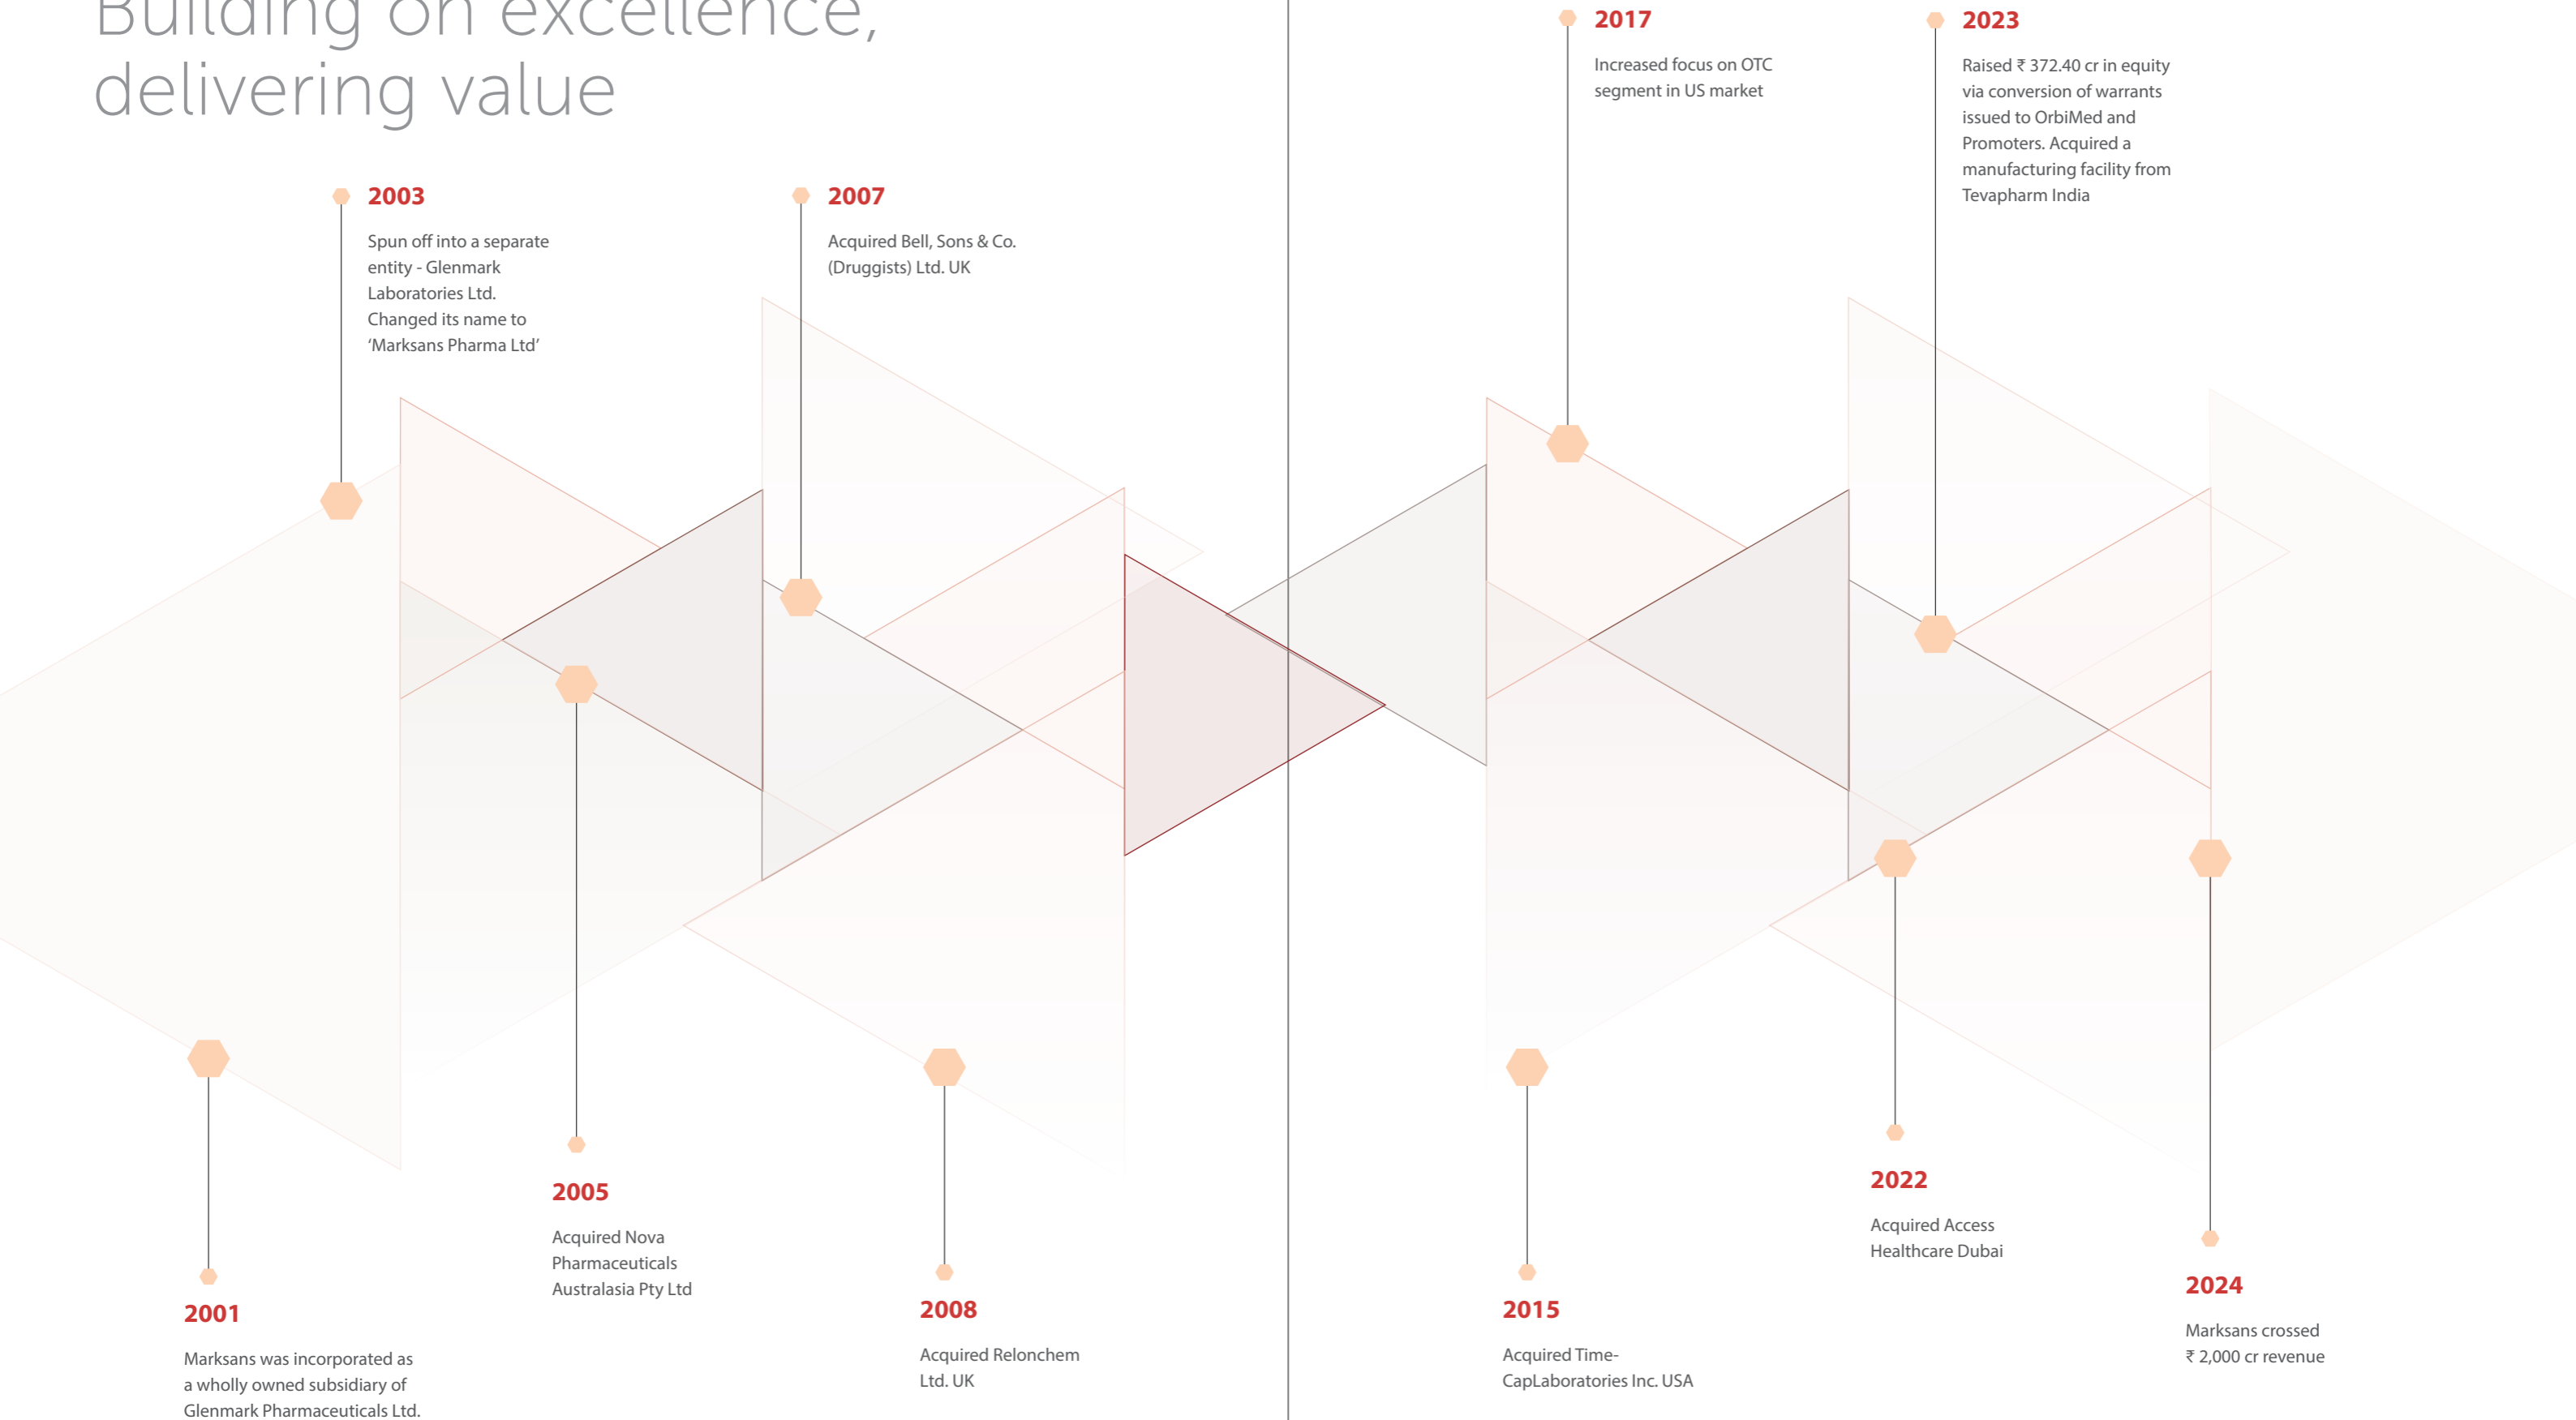 Building on excellence,
delivering value
2003
Spun off into a separate
entity - Glenmark
Laboratories Ltd.
Changed its name to
‘Marksans Pharma Ltd’
2007
Acquired Bell, Sons & Co.
(Druggists) Ltd. UK
2001
Marksans was incorporated as
a wholly owned subsidiary of
Glenmark Pharmaceuticals Ltd.
2005
Acquired Nova
Pharmaceuticals
Australasia Pty Ltd
2008
Acquired Relonchem
Ltd. UK
2017
Increased focus on OTC
segment in US market
2023
Raised ₹ 372.40 cr in equity
via conversion of warrants
issued to OrbiMed and
Promoters. Acquired a
manufacturing facility from
Tevapharm India
2015
Acquired Time-
CapLaboratories Inc. USA
2022
Acquired Access
Healthcare Dubai
2024
Marksans crossed
₹ 2,000 cr revenue